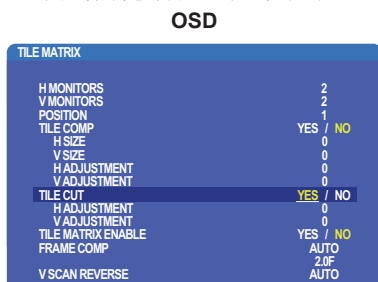 OSD
TILE MATRIX
H MONITORS 2
V MONITORS 2
POSITION 1
TILE COMP YES / NO
H SIZE 0
V SIZE 0
H ADJUSTMENT 0
V ADJUSTMENT 0
TILE CUT YES / NO
H ADJUSTMENT 0
V ADJUSTMENT 0
TILE MATRIX ENABLE YES / NO
FRAME COMP AUTO
2.0F
V SCAN REVERSE AUTO